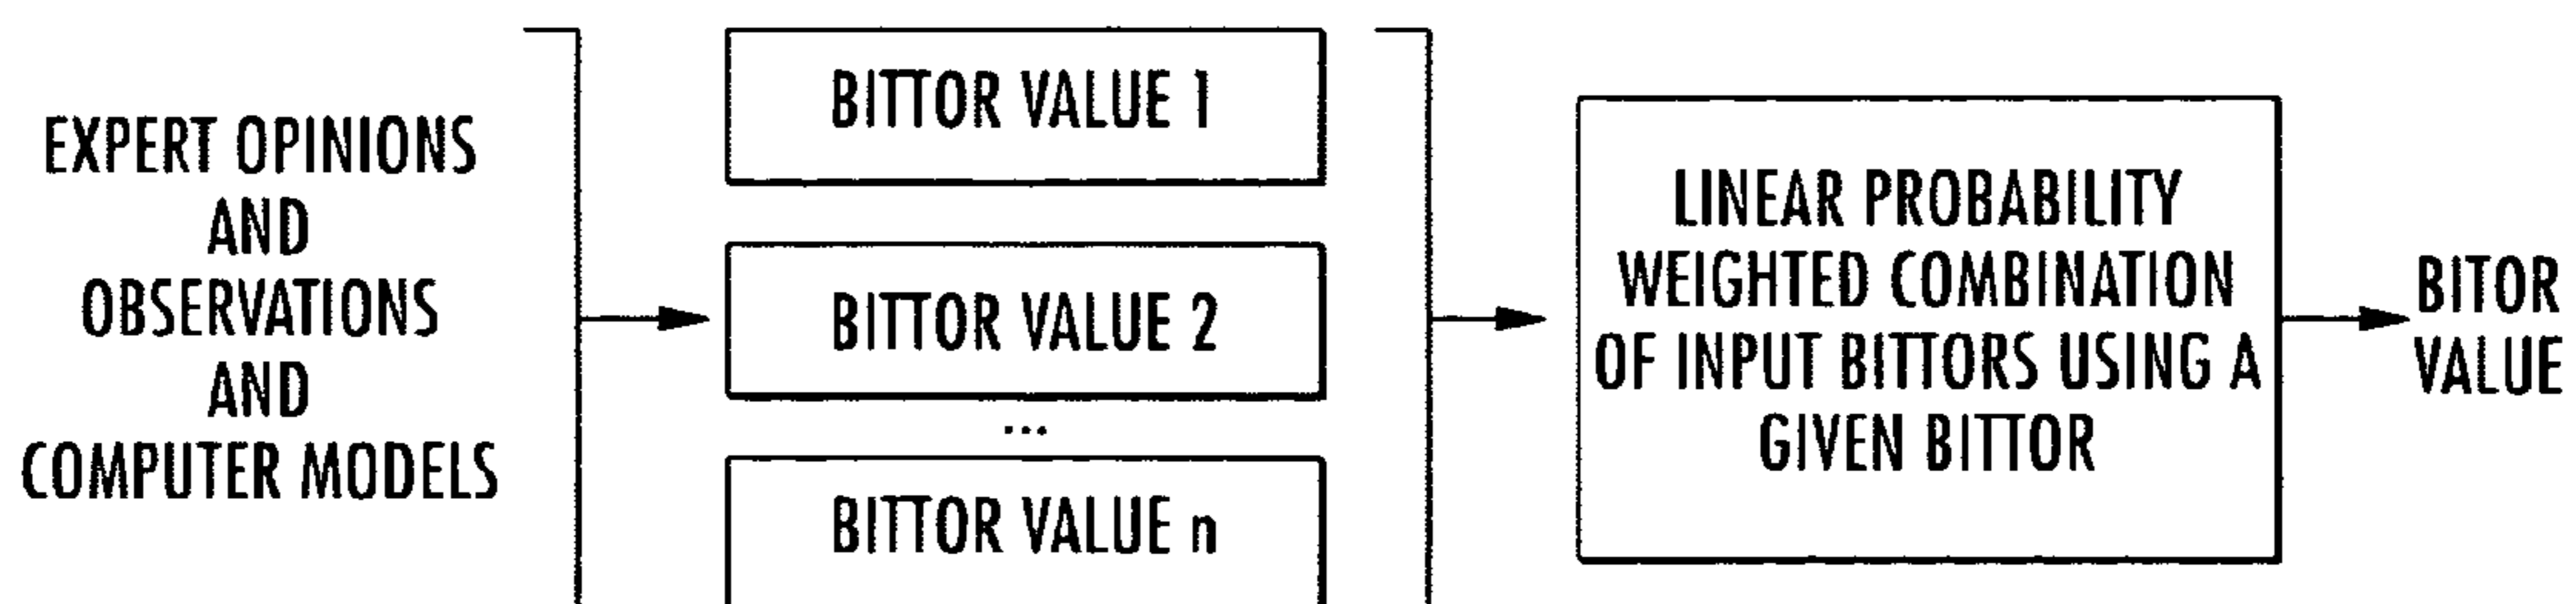 EXPERT OPINIONS
AND
OBSERVATIONS
AND
COMPUTER MODELS
BITTOR VALUE 1
BITTOR VALUE 2
...
BITTOR VALUE n
LINEAR PROBABILITY
WEIGHTED COMBINATION
OF INPUT BITTORS USING A
GIVEN BITTOR
BITOR
VALUE